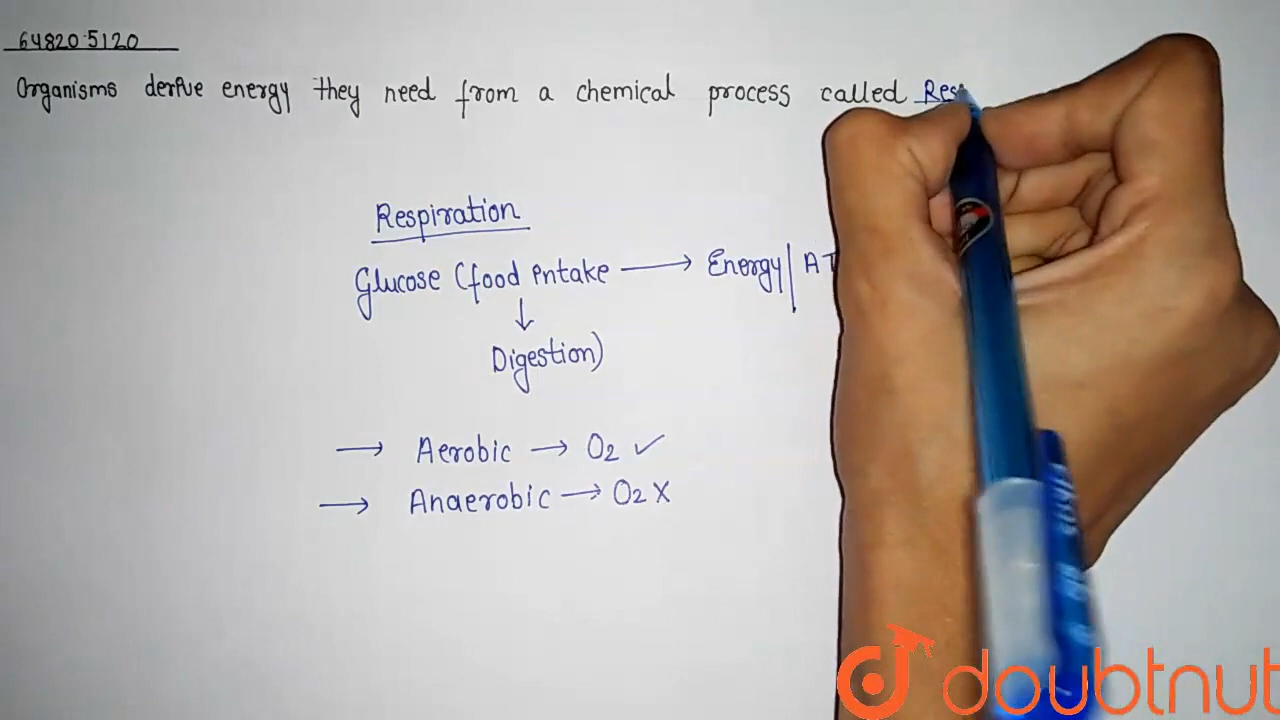 64820.5120
Organisms derive energy they need from a chemical process called Res
Respiration
Glucose (food intake → Energy | AT
↓
Digestion)
→ Aerobic → O2 ✓
→ Anaerobic → O2 X
doubtnut